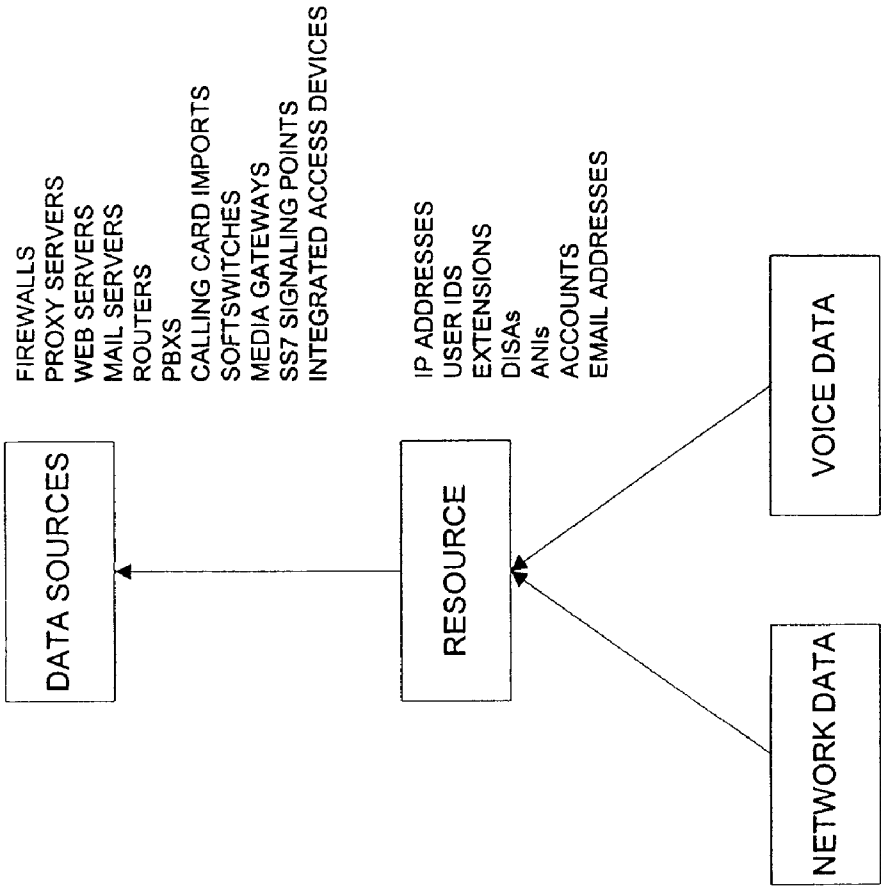 DATA SOURCES
FIREWALLS
PROXY SERVERS
WEB SERVERS
MAIL SERVERS
ROUTERS
PBXS
CALLING CARD IMPORTS
SOFTSWITCHES
MEDIA GATEWAYS
SS7 SIGNALING POINTS
INTEGRATED ACCESS DEVICES
RESOURCE
IP ADDRESSES
USER IDS
EXTENSIONS
DISAs
ANIs
ACCOUNTS
EMAIL ADDRESSES
NETWORK DATA
VOICE DATA